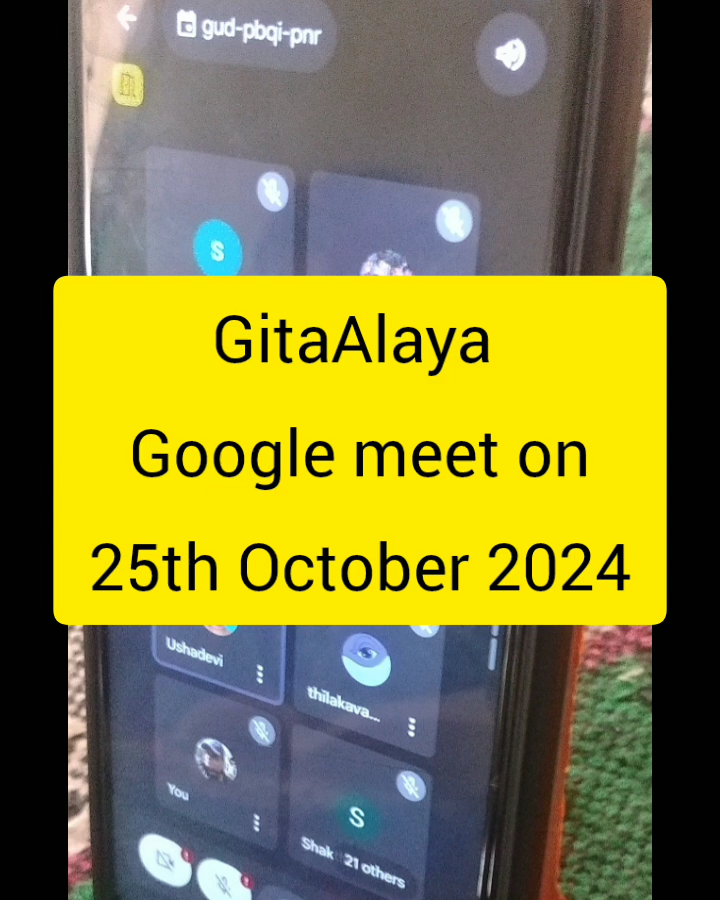 gud-pbqi-pnr
S
GitaAlaya
Google meet on
25th October 2024
Ushadevi
thilakava...
You
S
Shak 21 others